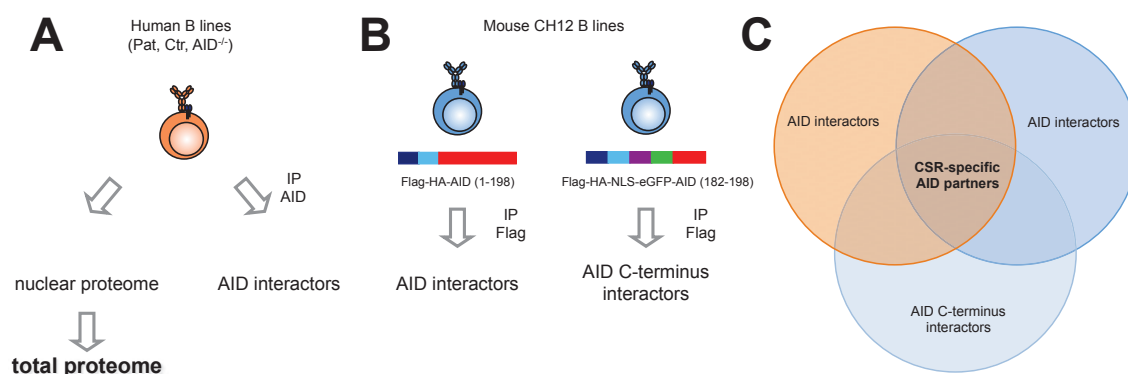 A
Human B lines
(Pat, Ctr, AID-/-)
IP
AID
nuclear proteome
AID interactors
total proteome
B
Mouse CH12 B lines
Flag-HA-AID (1-198)
Flag-HA-NLS-eGFP-AID (182-198)
IP
Flag
IP
Flag
AID interactors
AID C-terminus
interactors
C
AID interactors
AID interactors
CSR-specific
AID partners
AID C-terminus
interactors